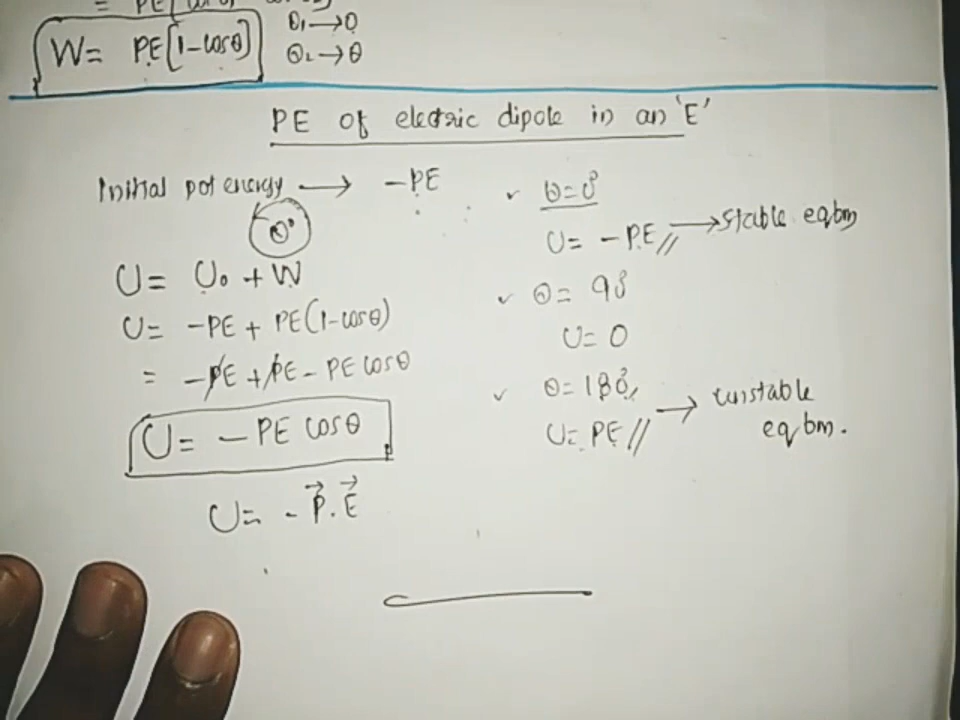 = PE
W= PE[1-cosθ]
θ₁→0
θ₂→θ
PE of electric dipole in an 'E'
Initial pot energy → -PE
θ°
U= U₀ + W
U= -PE + PE(1-cosθ)
= -PE + PE - PE cosθ
U= - PE cosθ
U= - P⃗.E⃗
✓ θ=0°
U= -PE // → stable eqbm
✓ θ= 90°
U= 0
✓ θ=180°,
U= PE // → unstable
eqbm.